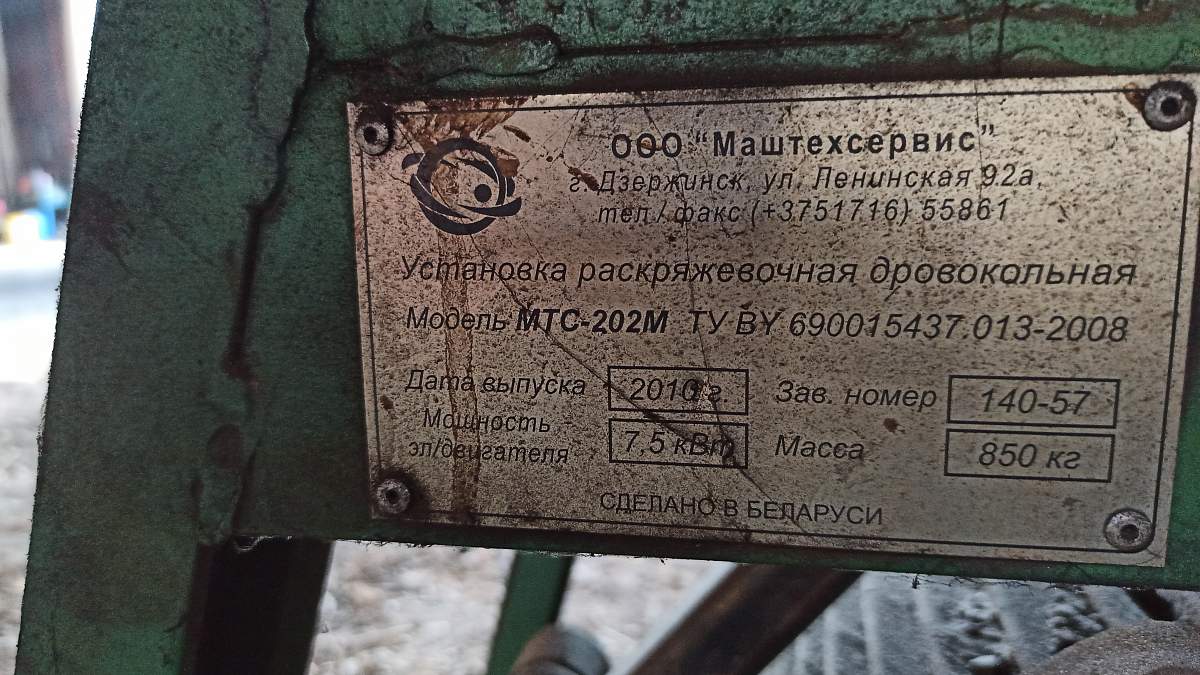 ООО "Маштехсервис"
г. Дзержинск, ул. Ленинская 92а,
тел./факс (+3751716) 55861
Установка раскряжевочная дровокольная
Модель МТС-202М ТУ BY 690015437.013-2008
Дата выпуска 2010 г. Зав. номер 140-57
Мощность
эл/двигателя 7,5 кВт Масса 850 кг
СДЕЛАНО В БЕЛАРУСИ